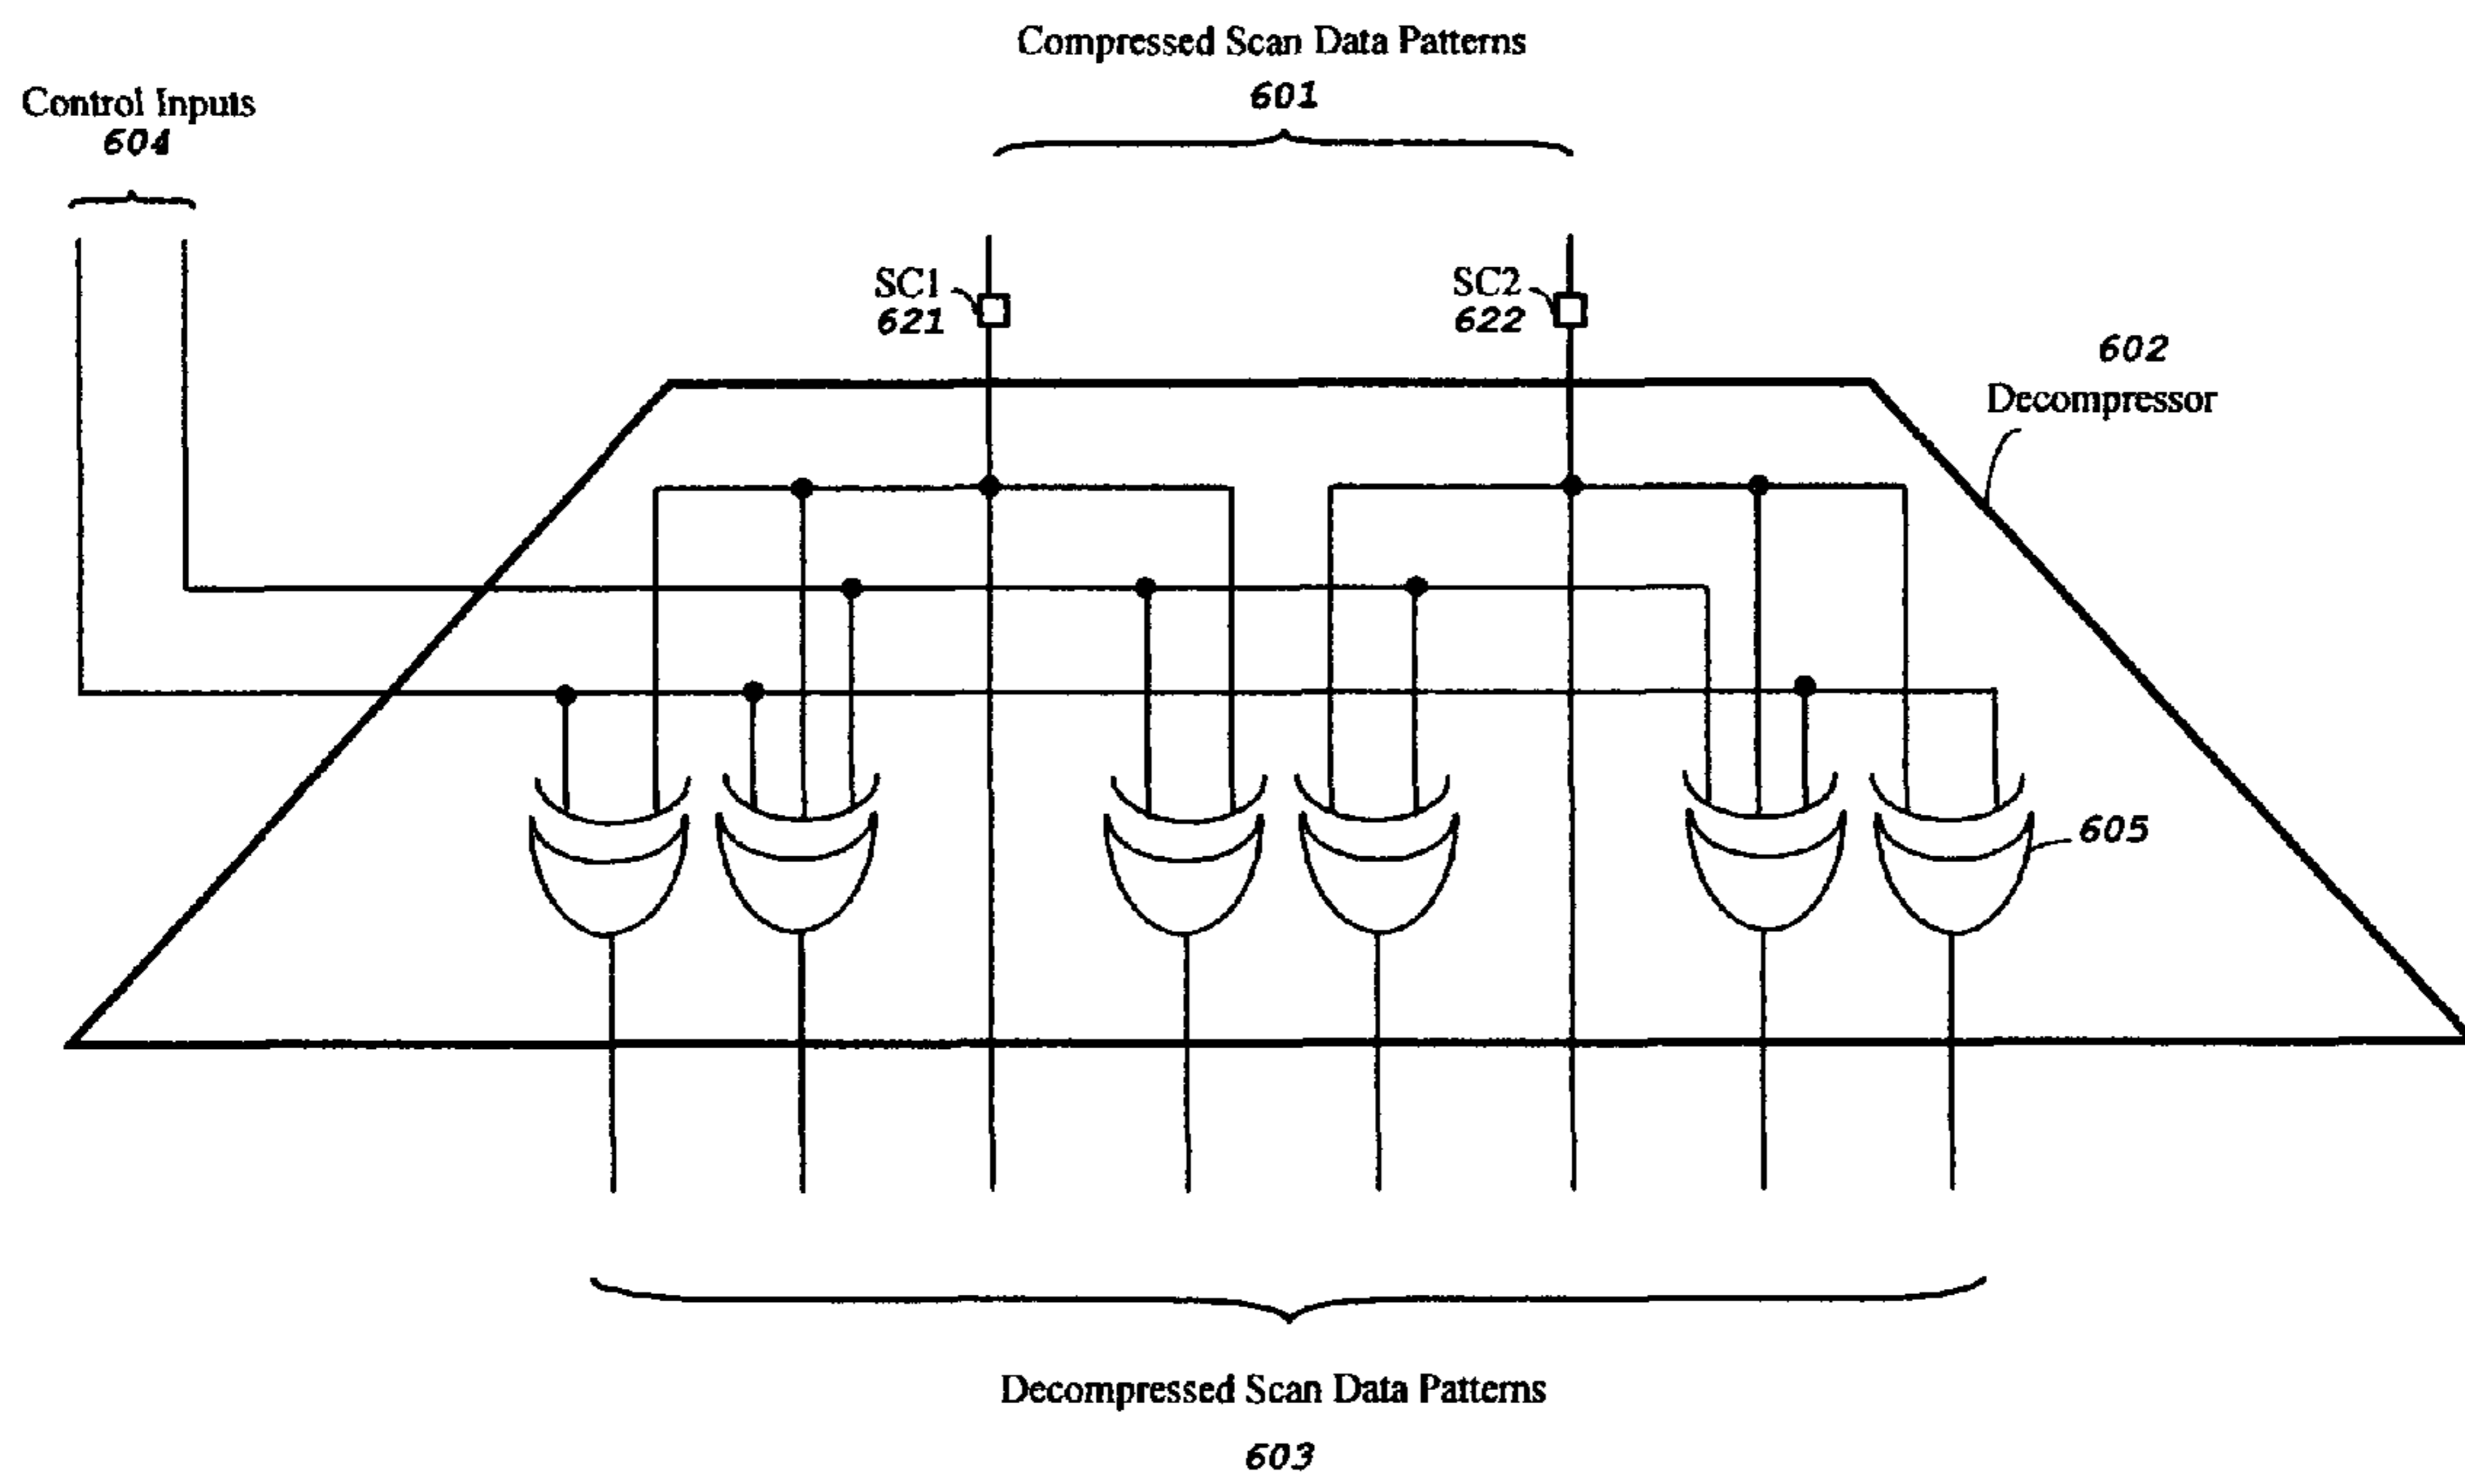 Compressed Scan Data Patterns
601
Control Inputs
604
SC1
621
SC2
622
602
Decompressor
605
Decompressed Scan Data Patterns
603